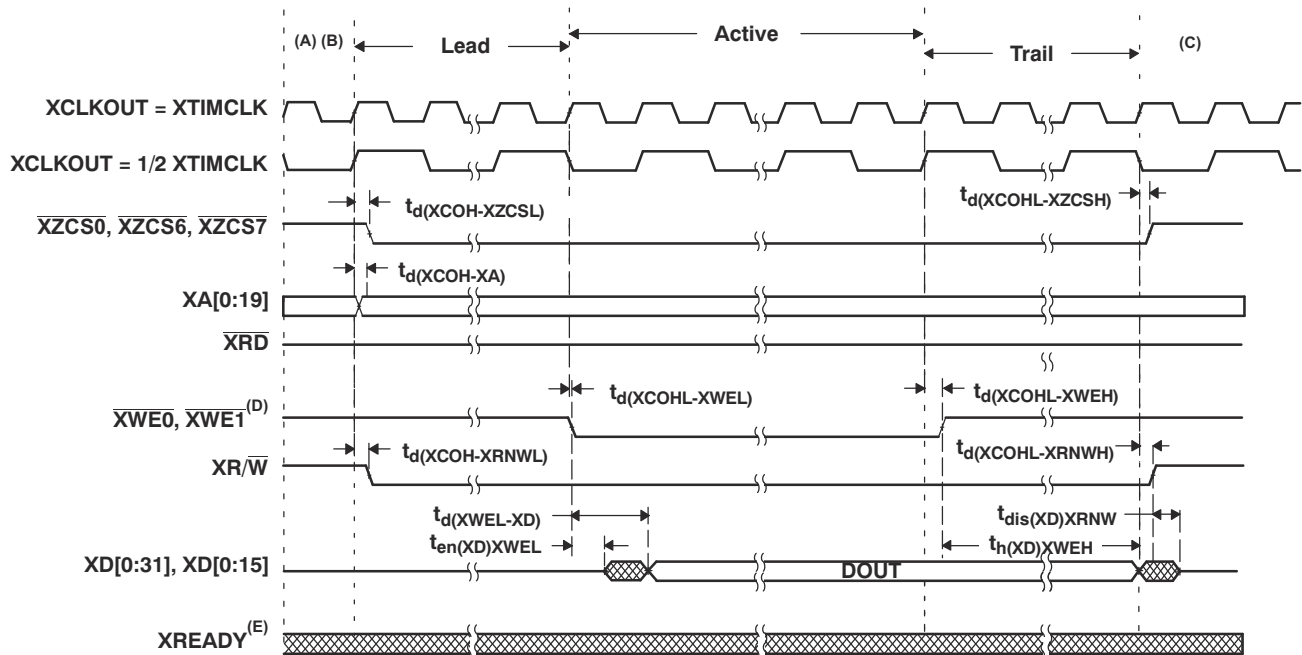 (A) (B)
Lead
Active
Trail
(C)
XCLKOUT = XTIMCLK
XCLKOUT = 1/2 XTIMCLK
td(XCOH-XZCSL)
td(XCOHL-XZCSH)
XZCS0, XZCS6, XZCS7
td(XCOH-XA)
XA[0:19]
XRD
td(XCOHL-XWEL)
td(XCOHL-XWEH)
XWE0, XWE1(D)
td(XCOH-XRNWL)
td(XCOHL-XRNWH)
XR/W
td(XWEL-XD)
tdis(XD)XRNW
ten(XD)XWEL
th(XD)XWEH
XD[0:31], XD[0:15]
DOUT
XREADY(E)